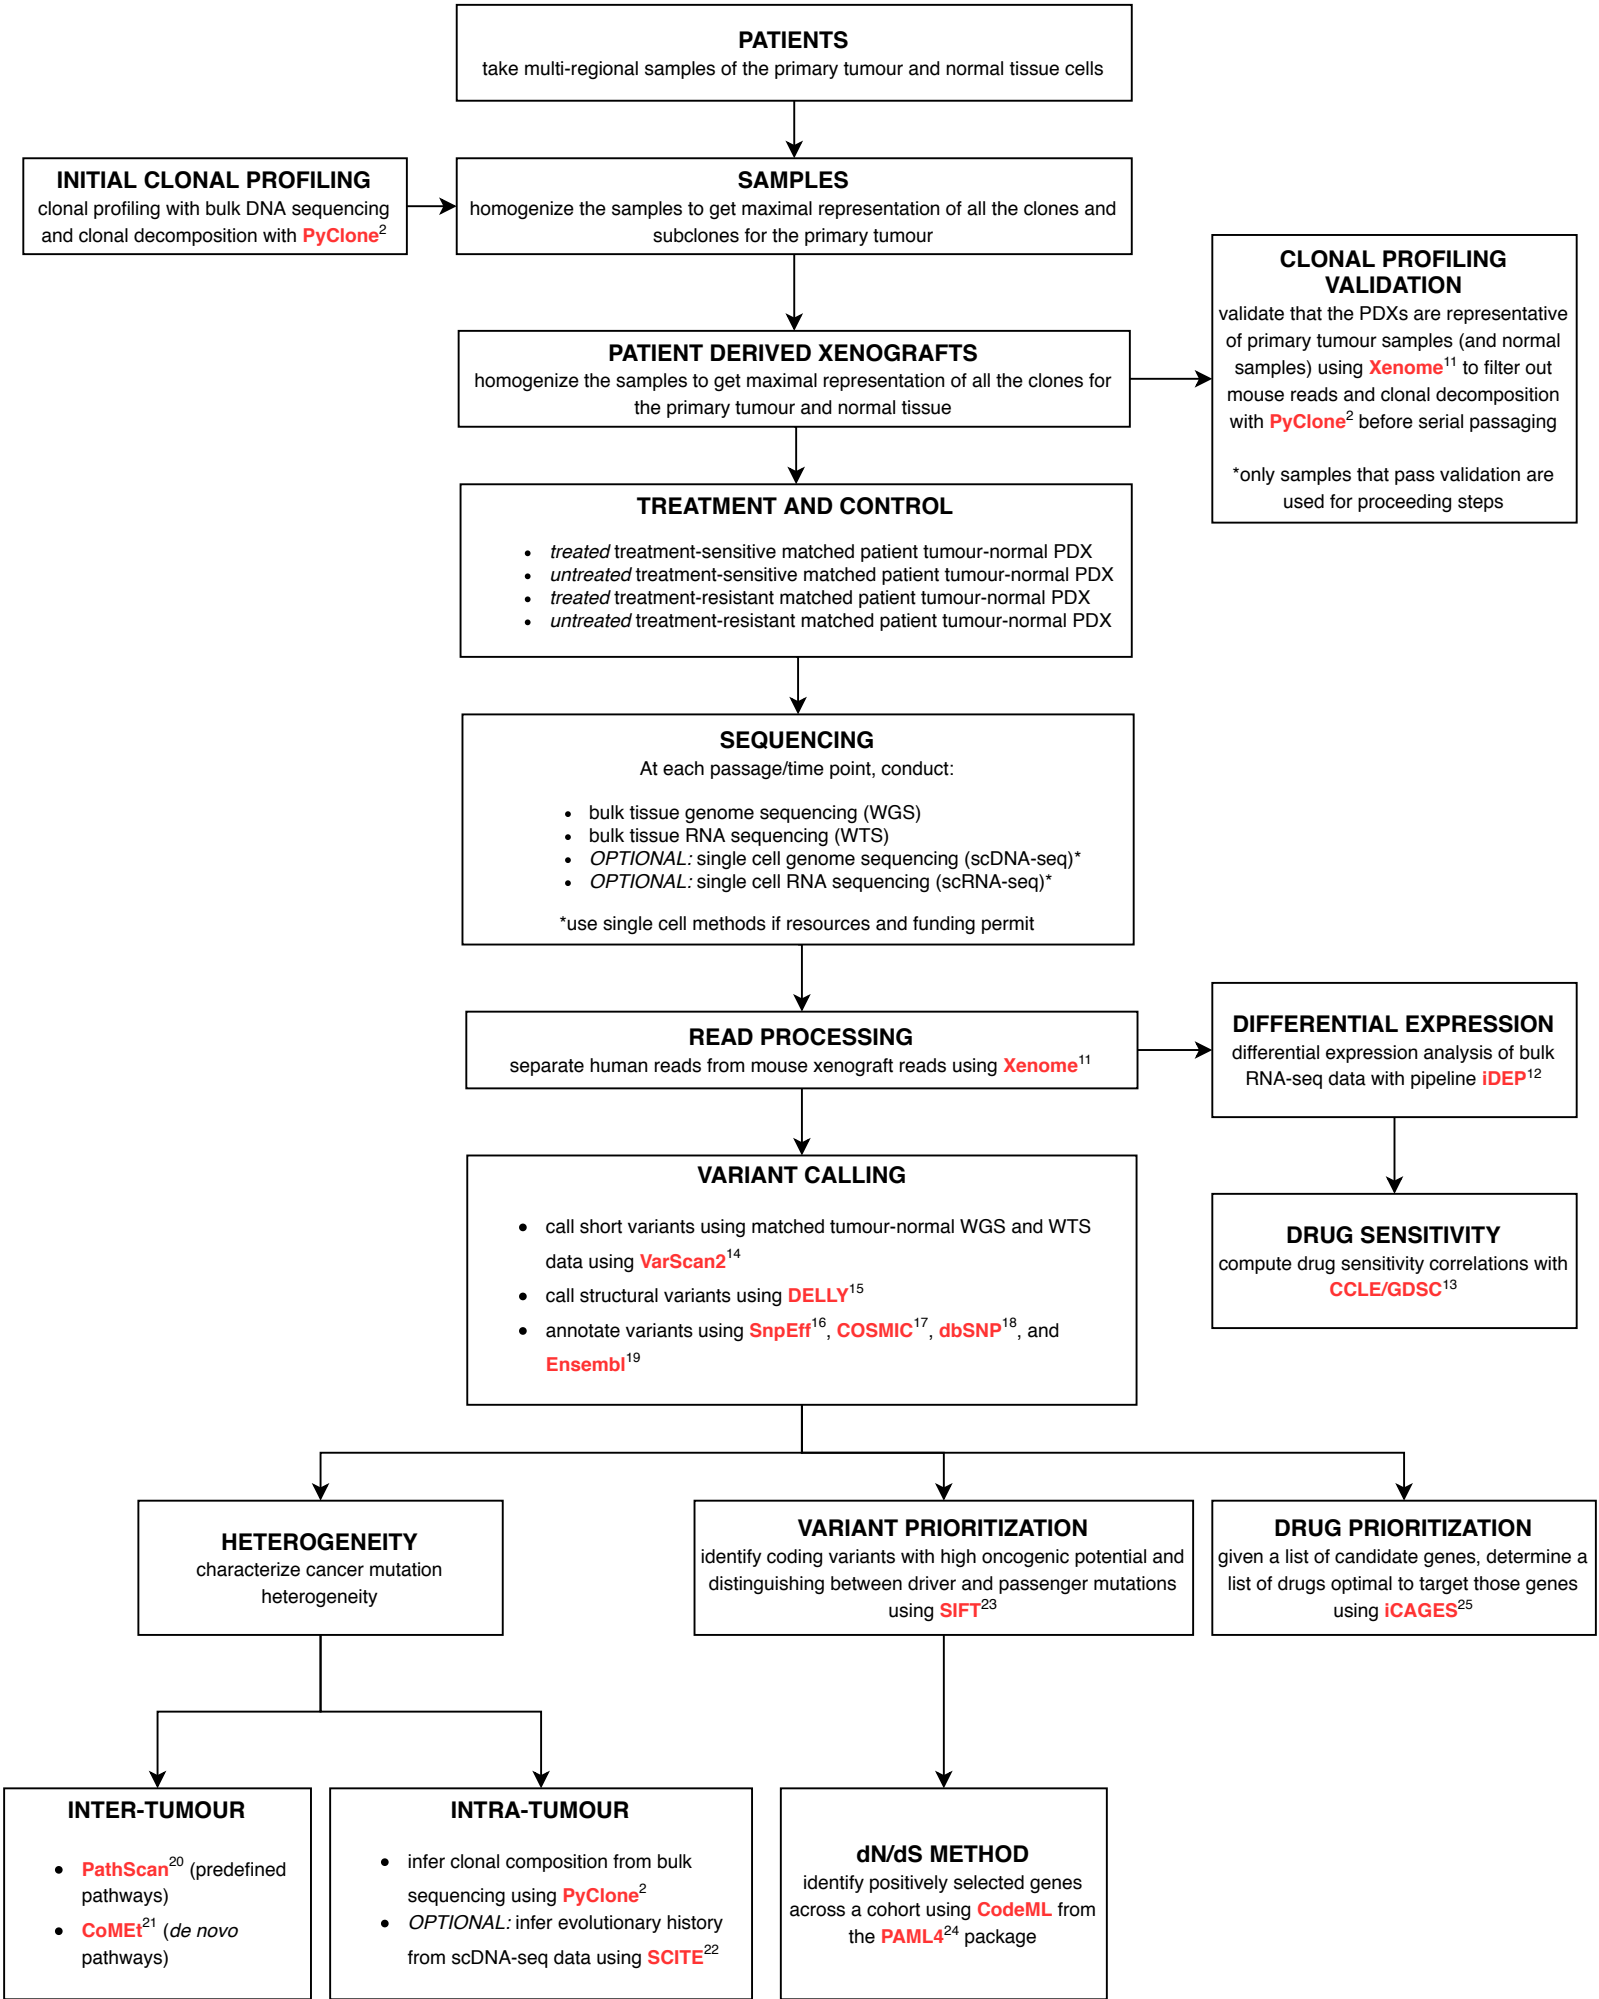 PATIENTS
take multi-regional samples of the primary tumour and normal tissue cells
INITIAL CLONAL PROFILING
clonal profiling with bulk DNA sequencing
and clonal decomposition with PyClone2
SAMPLES
homogenize the samples to get maximal representation of all the clones and
subclones for the primary tumour
CLONAL PROFILING
VALIDATION
validate that the PDXs are representative
of primary tumour samples (and normal
samples) using Xenome11 to filter out
mouse reads and clonal decomposition
with PyClone2 before serial passaging
*only samples that pass validation are
used for proceeding steps
PATIENT DERIVED XENOGRAFTS
homogenize the samples to get maximal representation of all the clones for
the primary tumour and normal tissue
TREATMENT AND CONTROL
• treated treatment-sensitive matched patient tumour-normal PDX
• untreated treatment-sensitive matched patient tumour-normal PDX
• treated treatment-resistant matched patient tumour-normal PDX
• untreated treatment-resistant matched patient tumour-normal PDX
SEQUENCING
At each passage/time point, conduct:
• bulk tissue genome sequencing (WGS)
• bulk tissue RNA sequencing (WTS)
• OPTIONAL: single cell genome sequencing (scDNA-seq)*
• OPTIONAL: single cell RNA sequencing (scRNA-seq)*
*use single cell methods if resources and funding permit
READ PROCESSING
separate human reads from mouse xenograft reads using Xenome11
DIFFERENTIAL EXPRESSION
differential expression analysis of bulk
RNA-seq data with pipeline iDEP12
DRUG SENSITIVITY
compute drug sensitivity correlations with
CCLE/GDSC13
VARIANT CALLING
• call short variants using matched tumour-normal WGS and WTS
data using VarScan214
• call structural variants using DELLY15
• annotate variants using SnpEff16, COSMIC17, dbSNP18, and
Ensembl19
HETEROGENEITY
characterize cancer mutation
heterogeneity
VARIANT PRIORITIZATION
identify coding variants with high oncogenic potential and
distinguishing between driver and passenger mutations
using SIFT23
DRUG PRIORITIZATION
given a list of candidate genes, determine a
list of drugs optimal to target those genes
using iCAGES25
INTER-TUMOUR
• PathScan20 (predefined
pathways)
• CoMEt21 (de novo
pathways)
INTRA-TUMOUR
• infer clonal composition from bulk
sequencing using PyClone2
• OPTIONAL: infer evolutionary history
from scDNA-seq data using SCITE22
dN/dS METHOD
identify positively selected genes
across a cohort using CodeML from
the PAML424 package